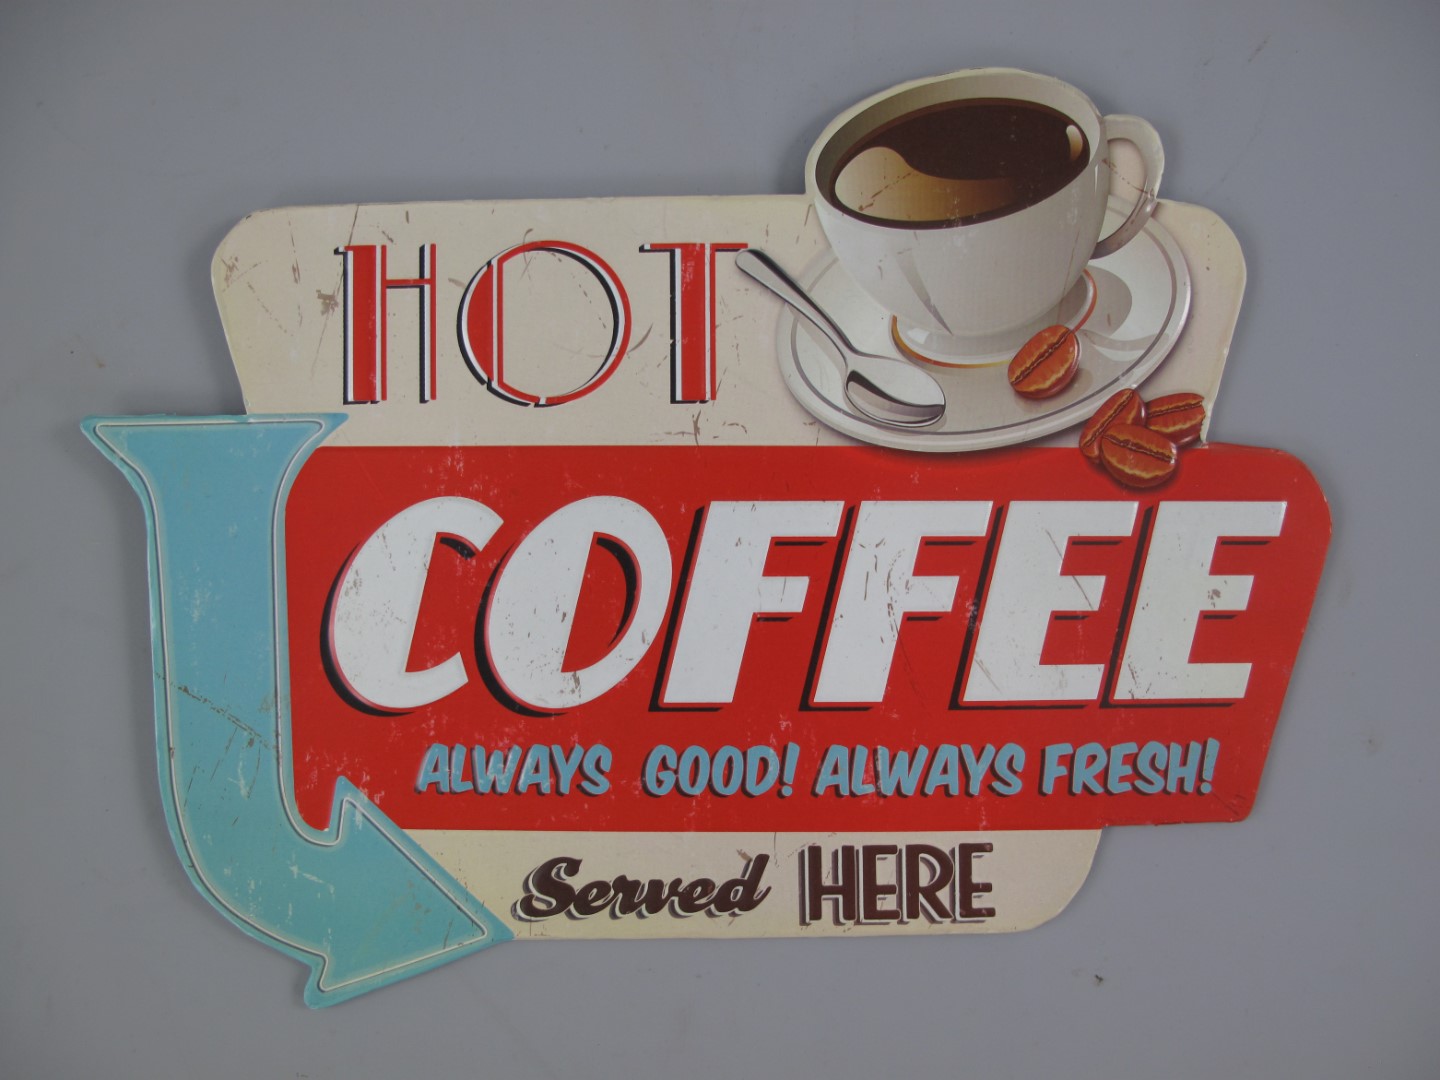 HOT
COFFEE
ALWAYS GOOD! ALWAYS FRESH!
Served HERE